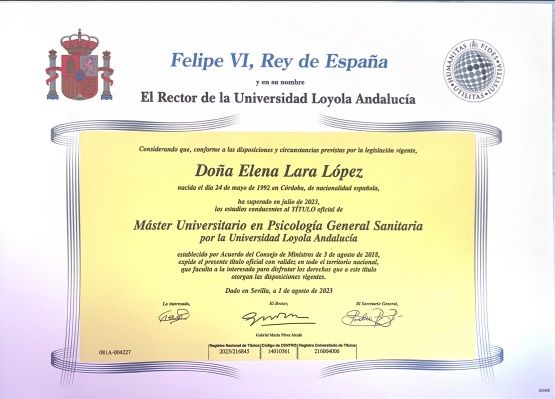 Felipe VI, Rey de España
y en su nombre
El Rector de la Universidad Loyola Andalucía
HUMANITAS FIDES IUSTITIA UTILITAS
Considerando que, conforme a las disposiciones y circunstancias previstas por la legislación vigente,
Doña Elena Lara López
nacida el día 24 de mayo de 1992 en Córdoba, de nacionalidad española,
ha superado en julio de 2023,
los estudios conducentes al TÍTULO oficial de
Máster Universitario en Psicología General Sanitaria
por la Universidad Loyola Andalucía
establecido por Acuerdo del Consejo de Ministros de 3 de agosto de 2018,
expide el presente título oficial con validez en todo el territorio nacional,
que faculta a la interesada para disfrutar los derechos que a este título
otorgan las disposiciones vigentes.
Dado en Sevilla, a 1 de agosto de 2023
La interesada, El Rector, El Secretario General,
Gabriel María Pérez Alcalá
Registro Nacional de Títulos Código de CENTRO Registro Universitario de Títulos
081A-004227 2023/216845 14010361 216004006